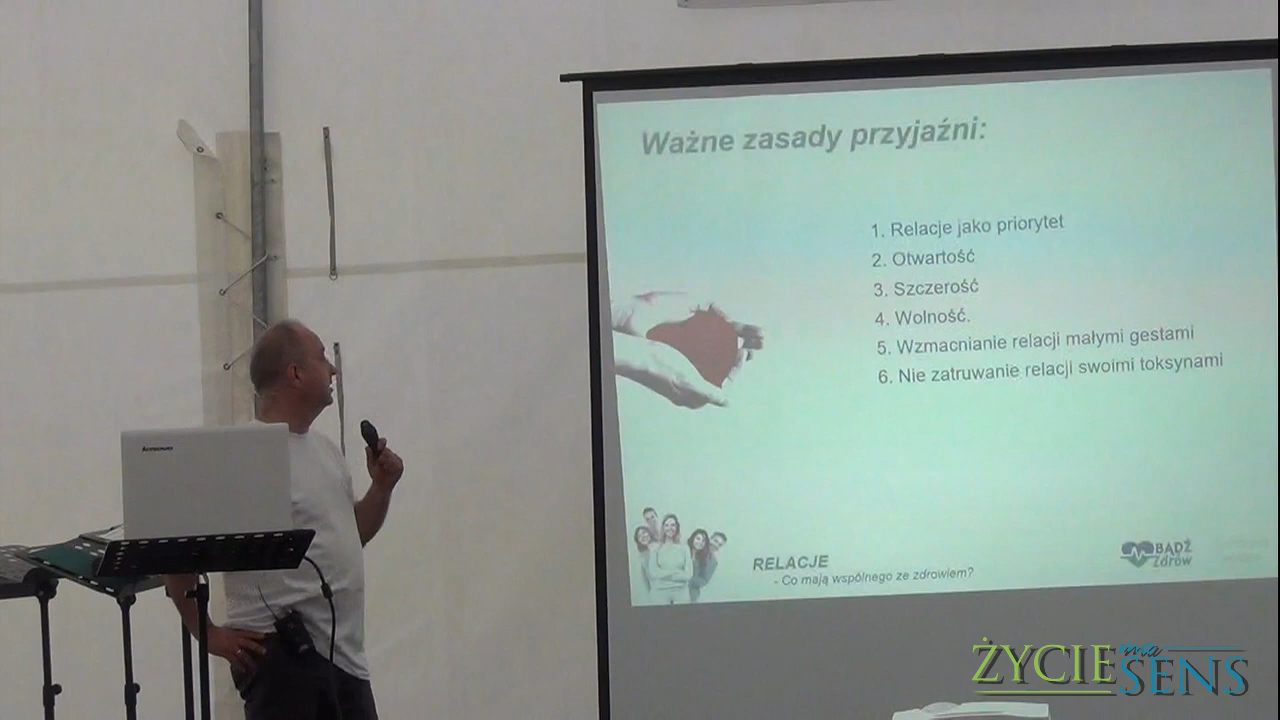 Ważne zasady przyjaźni:
1. Relacje jako priorytet
2. Otwartość
3. Szczerość
4. Wolność.
5. Wzmacnianie relacji małymi gestami
6. Nie zatruwanie relacji swoimi toksynami
RELACJE
- Co mają wspólnego ze zdrowiem?
BĄDŹ
Zdrów
Lenovo
ŻYCIE ma SENS